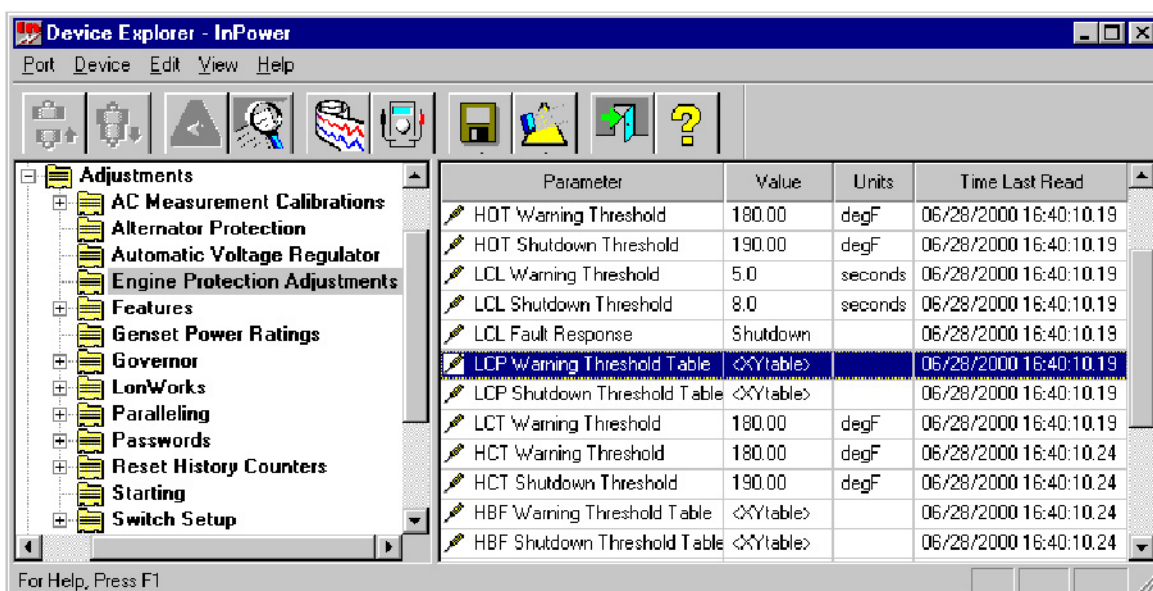 Device Explorer - InPower
Port Device Edit View Help
Adjustments
AC Measurement Calibrations
Alternator Protection
Automatic Voltage Regulator
Engine Protection Adjustments
Features
Genset Power Ratings
Governor
LonWorks
Paralleling
Passwords
Reset History Counters
Starting
Switch Setup
Parameter Value Units Time Last Read
HOT Warning Threshold 180.00 degF 06/28/2000 16:40:10.19
HOT Shutdown Threshold 190.00 degF 06/28/2000 16:40:10.19
LCL Warning Threshold 5.0 seconds 06/28/2000 16:40:10.19
LCL Shutdown Threshold 8.0 seconds 06/28/2000 16:40:10.19
LCL Fault Response Shutdown 06/28/2000 16:40:10.19
LCP Warning Threshold Table <XYtable> 06/28/2000 16:40:10.19
LCP Shutdown Threshold Table <XYtable> 06/28/2000 16:40:10.19
LCT Warning Threshold 180.00 degF 06/28/2000 16:40:10.19
HCT Warning Threshold 180.00 degF 06/28/2000 16:40:10.24
HCT Shutdown Threshold 190.00 degF 06/28/2000 16:40:10.24
HBF Warning Threshold Table <XYtable> 06/28/2000 16:40:10.24
HBF Shutdown Threshold Table <XYtable> 06/28/2000 16:40:10.24
For Help, Press F1